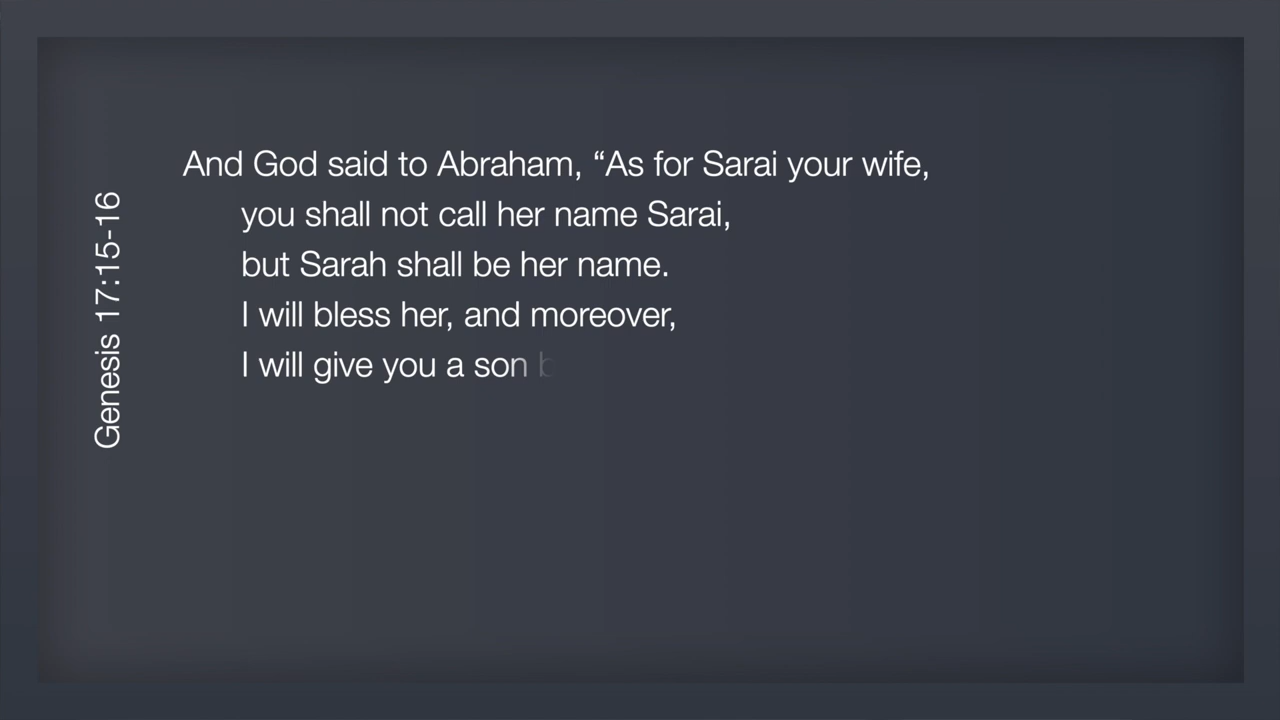 Genesis 17:15-16
And God said to Abraham, “As for Sarai your wife,
you shall not call her name Sarai,
but Sarah shall be her name.
I will bless her, and moreover,
I will give you a son b